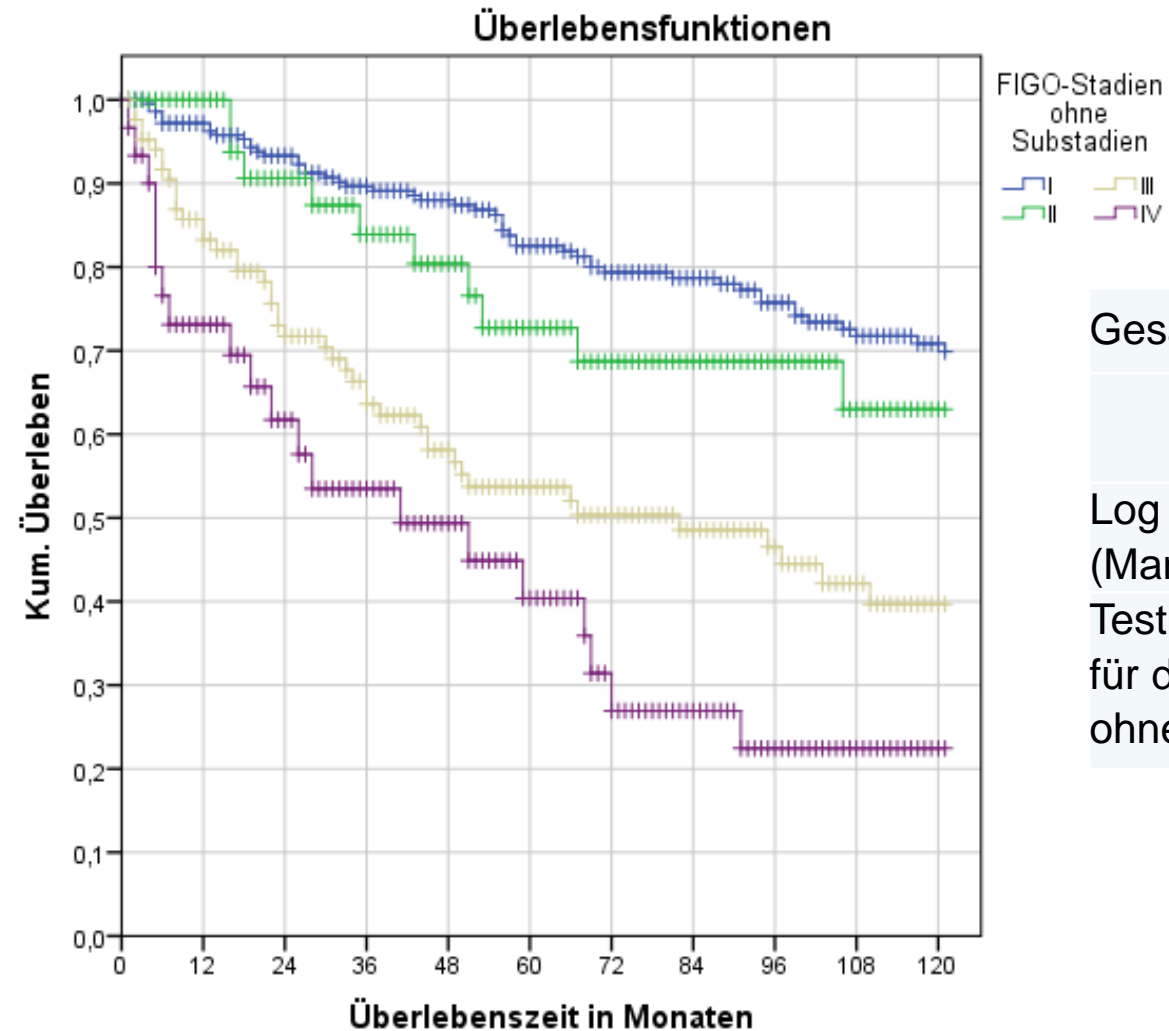 Überlebensfunktionen
FIGO-Stadien
ohne
Substadien
I III
II IV
1,0
0,9
0,8
0,7
0,6
0,5
0,4
0,3
0,2
0,1
0,0
Kum. Überleben
0 12 24 36 48 60 72 84 96 108 120
Überlebenszeit in Monaten
Log
Test
für